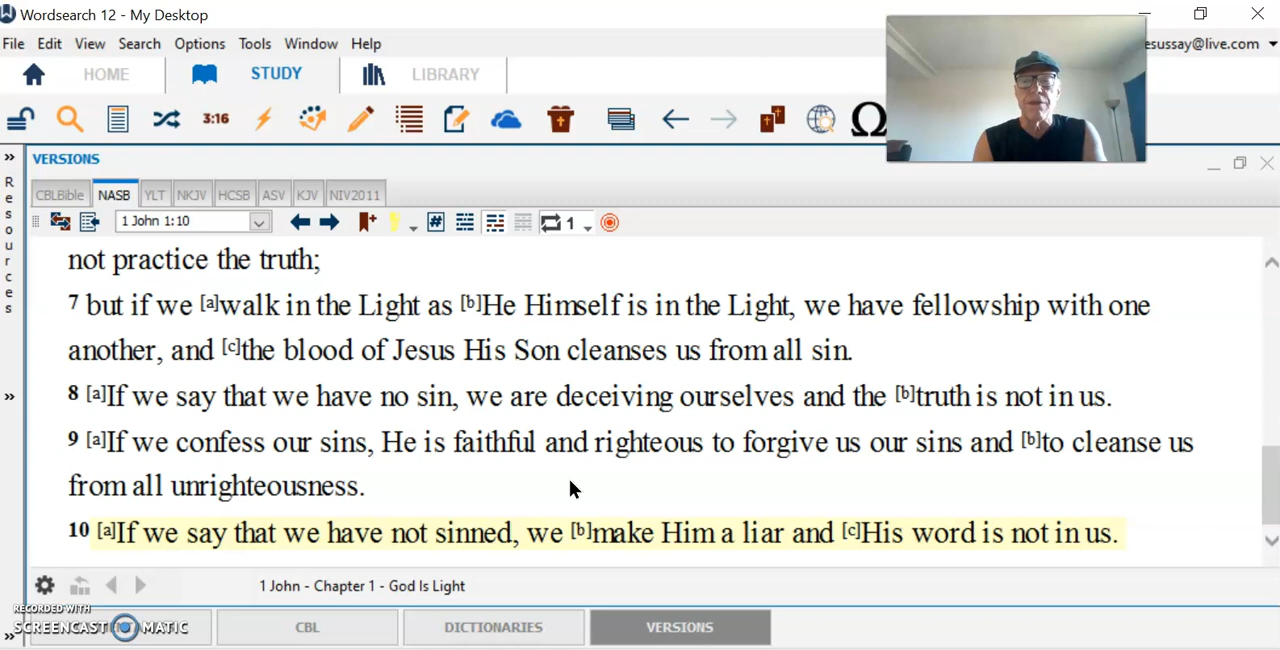 Wordsearch 12 - My Desktop
File Edit View Search Options Tools Window Help
esussay@live.com
HOME STUDY LIBRARY
3:16 Ω
VERSIONS
Resources
CBLBible NASB YLT NKJV HCSB ASV KJV NIV2011
1 John 1:10 # 1
not practice the truth;
7 but if we [a]walk in the Light as [b]He Himself is in the Light, we have fellowship with one
another, and [c]the blood of Jesus His Son cleanses us from all sin.
8 [a]If we say that we have no sin, we are deceiving ourselves and the [b]truth is not in us.
9 [a]If we confess our sins, He is faithful and righteous to forgive us our sins and [b]to cleanse us
from all unrighteousness.
10 [a]If we say that we have not sinned, we [b]make Him a liar and [c]His word is not in us.
1 John - Chapter 1 - God Is Light
RECORDED WITH
SCREENCAST MATIC
CBL DICTIONARIES VERSIONS